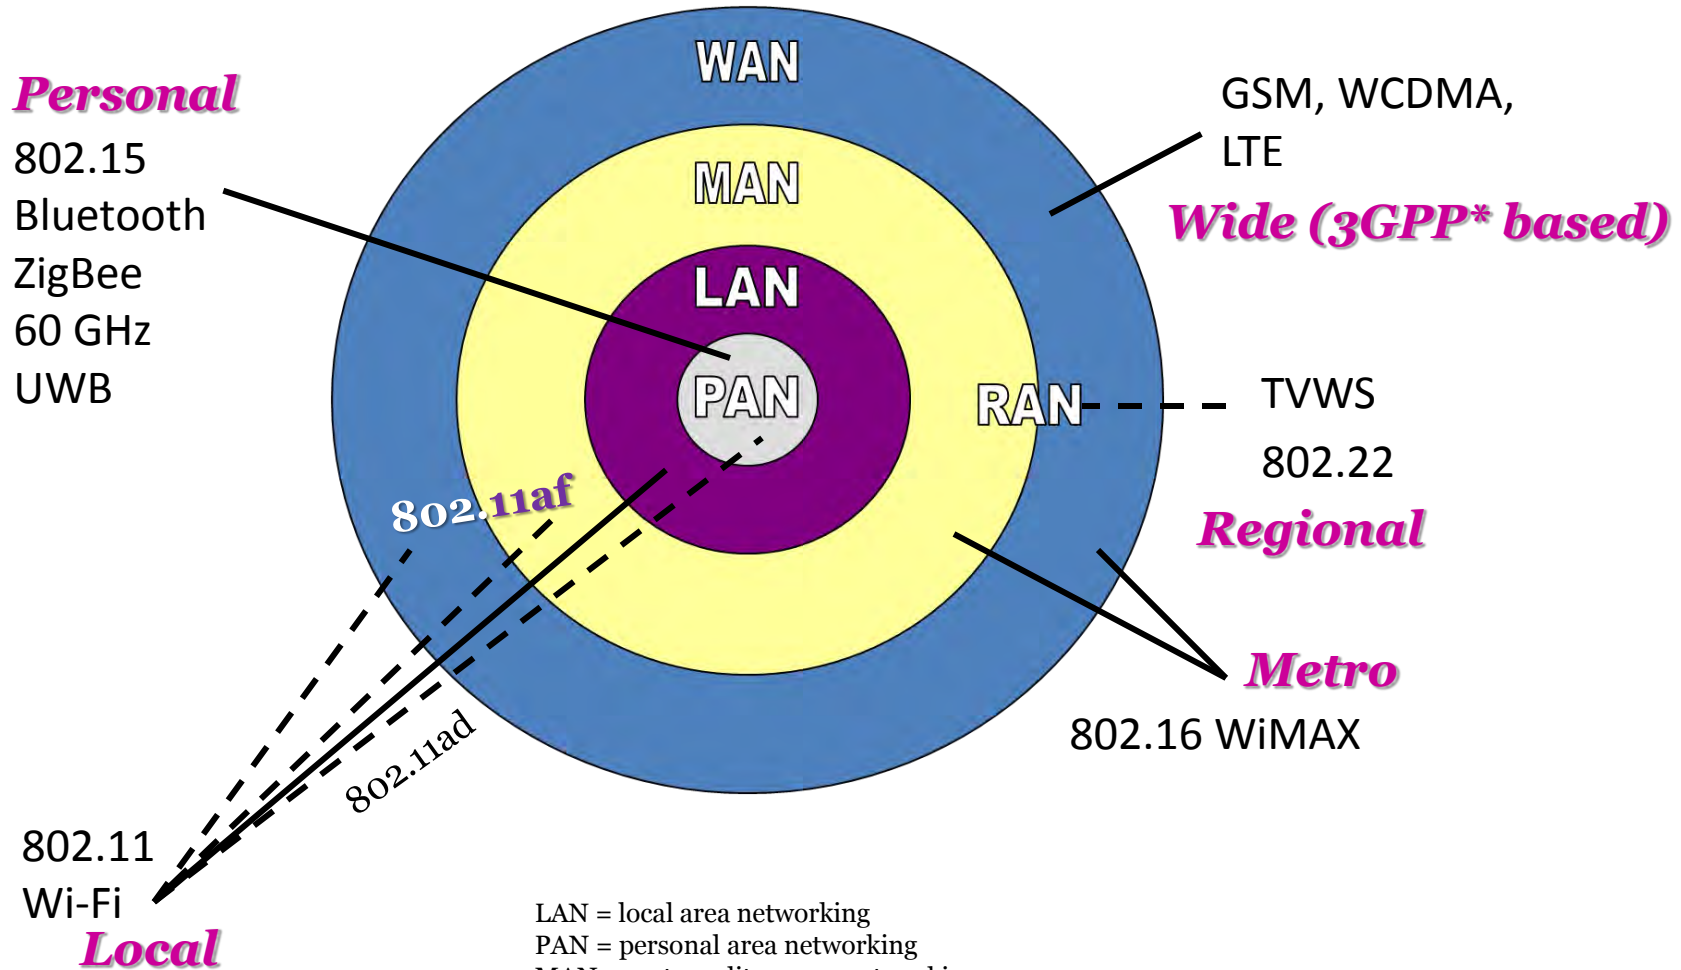 WAN
Personal
802.15
Bluetooth
ZigBee
60 GHz
UWB
GSM, WCDMA,
LTE
Wide (3GPP* based)
MAN
LAN
PAN
RAN
TVWS
802.22
Regional
802.11af
Metro
802.16 WiMAX
802.11ad
802.11
Wi-Fi
Local
LAN = local area networking
PAN = personal area networking